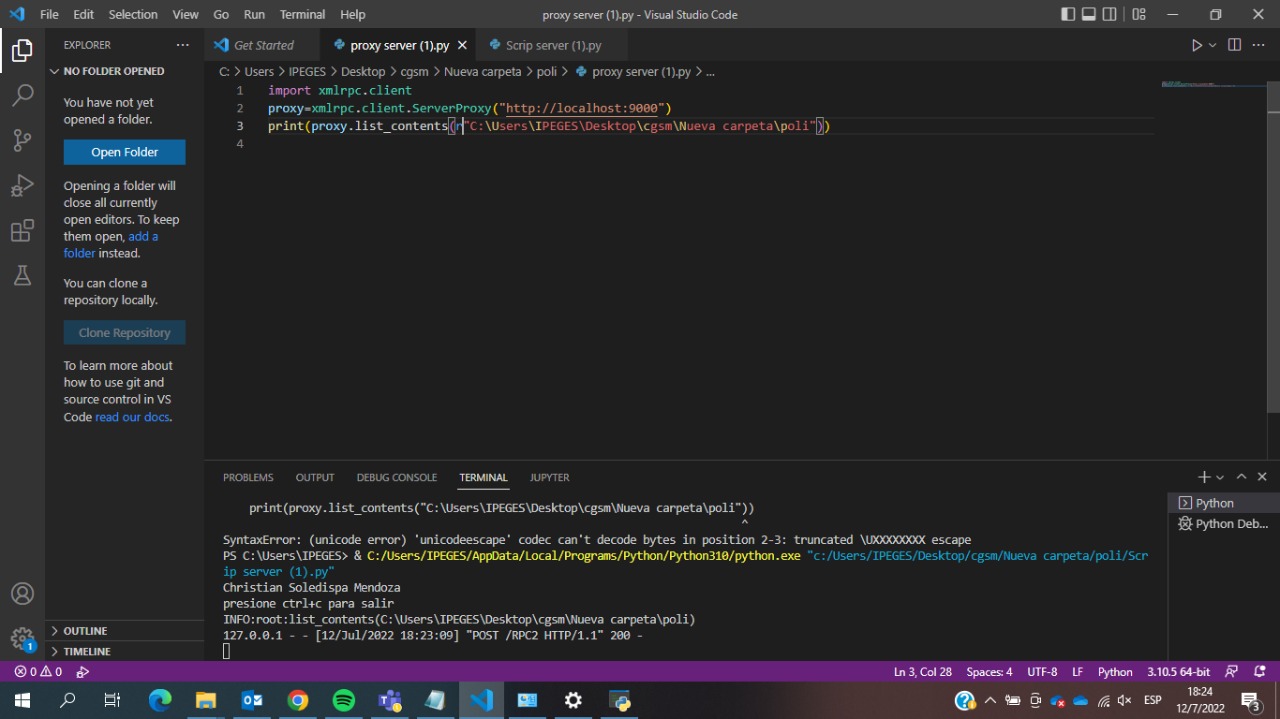 File Edit Selection View Go Run Terminal Help proxy server (1).py - Visual Studio Code
EXPLORER ···
Get Started proxy server (1).py Scrip server (1).py
NO FOLDER OPENED
C: > Users > IPEGES > Desktop > cgsm > Nueva carpeta > poli > proxy server (1).py > ...
You have not yet
opened a folder.
Open Folder
Opening a folder will
close all currently
open editors. To keep
them open, add a
folder instead.
You can clone a
repository locally.
Clone Repository
To learn more about
how to use git and
source control in VS
Code read our docs.
OUTLINE
TIMELINE
1 import xmlrpc.client
2 proxy=xmlrpc.client.ServerProxy("http://localhost:9000")
3 print(proxy.list_contents(r"C:\Users\IPEGES\Desktop\cgsm\Nueva carpeta\poli"))
4
PROBLEMS OUTPUT DEBUG CONSOLE TERMINAL JUPYTER
print(proxy.list_contents("C:\Users\IPEGES\Desktop\cgsm\Nueva carpeta\poli"))
^
SyntaxError: (unicode error) 'unicodeescape' codec can't decode bytes in position 2-3: truncated \UXXXXXXXX escape
PS C:\Users\IPEGES> & C:/Users/IPEGES/AppData/Local/Programs/Python/Python310/python.exe "c:/Users/IPEGES/Desktop/cgsm/Nueva carpeta/poli/Scr
ip server (1).py"
Christian Soledispa Mendoza
presione ctrl+c para salir
INFO:root:list_contents(C:\Users\IPEGES\Desktop\cgsm\Nueva carpeta\poli)
127.0.0.1 - - [12/Jul/2022 18:23:09] "POST /RPC2 HTTP/1.1" 200 -
Python
Python Deb...
1
0 0 Ln 3, Col 28 Spaces: 4 UTF-8 LF Python 3.10.5 64-bit
ESP
18:24
12/7/2022
3